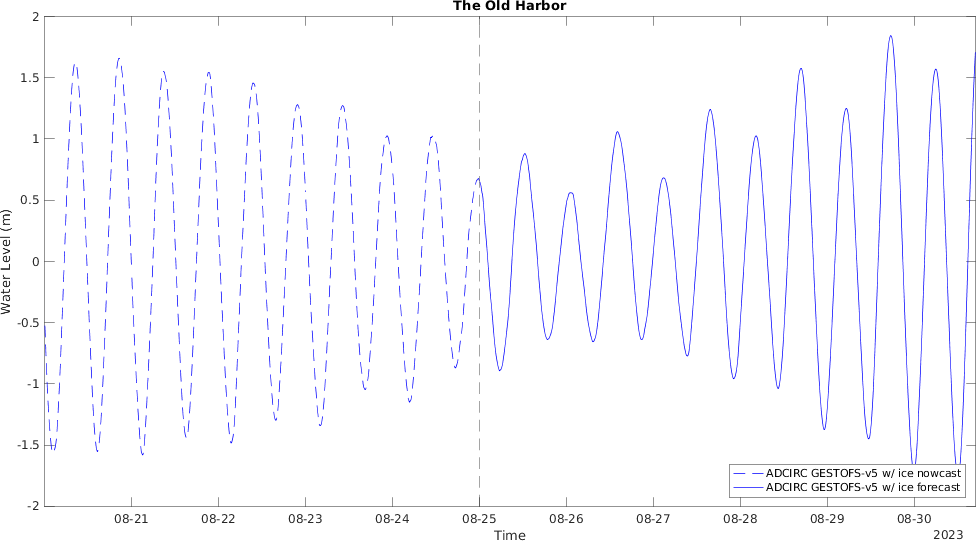 The Old Harbor
2
1.5
1
0.5
0
-0.5
-1
-1.5
-2
Water Level (m)
08-21 08-22 08-23 08-24 08-25 08-26 08-27 08-28 08-29 08-30
Time
2023
ADCIRC GESTOFS-v5 w/ ice nowcast
ADCIRC GESTOFS-v5 w/ ice forecast